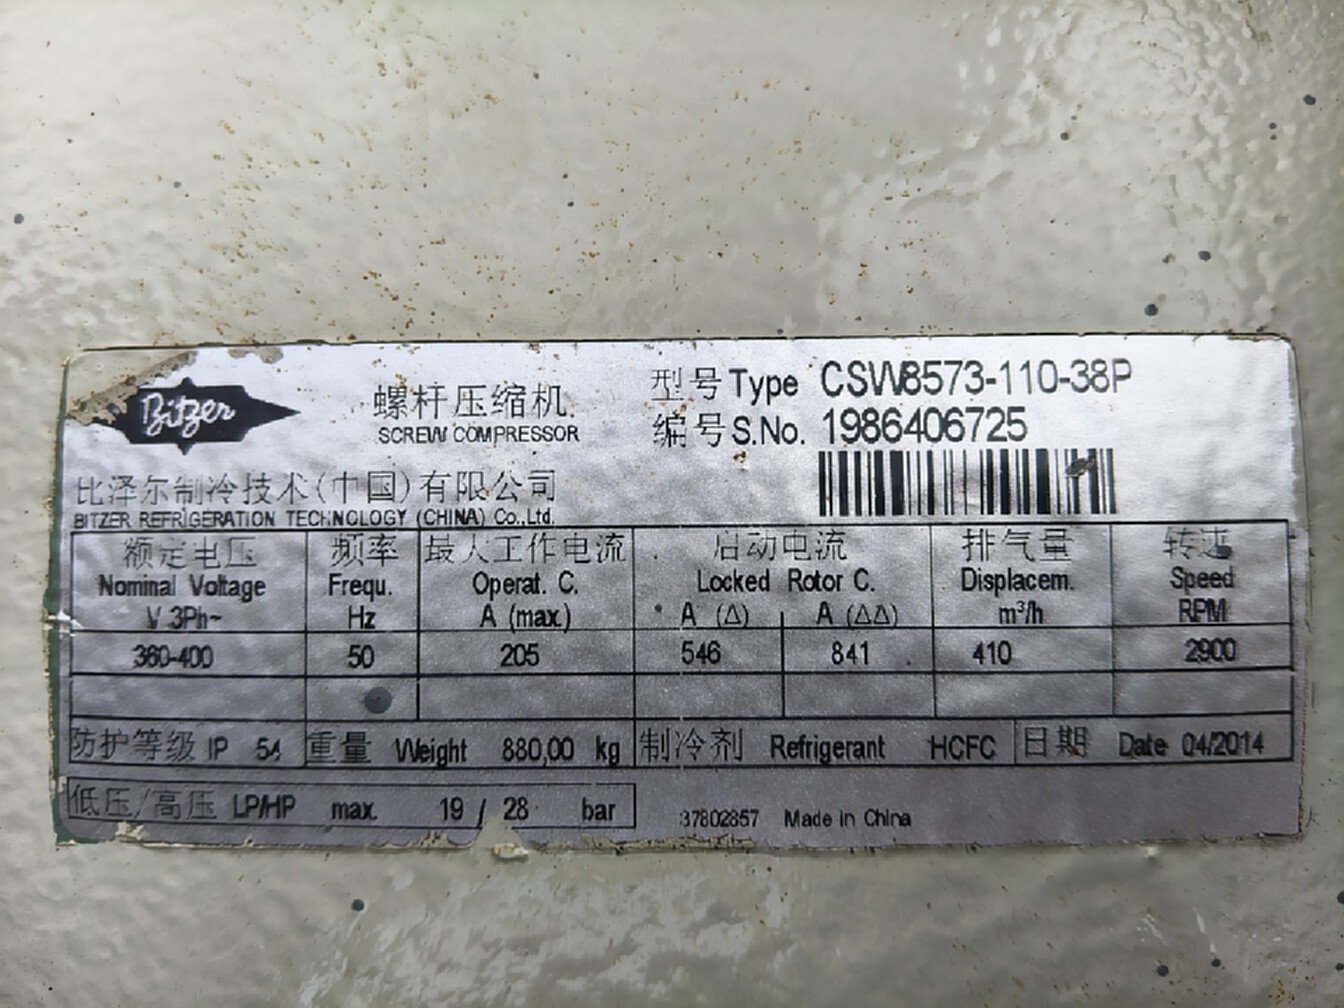 Bitzer
螺杆压缩机
SCREW COMPRESSOR
型号 Type CSW8573-110-38P
编号 S.No. 1986406725
比泽尔制冷技术(中国)有限公司
BITZER REFRIGERATION TECHNOLOGY (CHINA) Co.,Ltd.
额定电压 频率 最大工作电流 启动电流 排气量 转速
Nominal Voltage Frequ. Operat. C. Locked Rotor C. Displacem. Speed
V 3Ph~ Hz A (max.) A (Δ) A (ΔΔ) m³/h RPM
360-400 50 205 546 841 410 2900
防护等级 IP 54 重量 Weight 880,00 kg 制冷剂 Refrigerant HCFC 日期 Date 04/2014
低压/高压 LP/HP max. 19 / 28 bar
37802857 Made in China